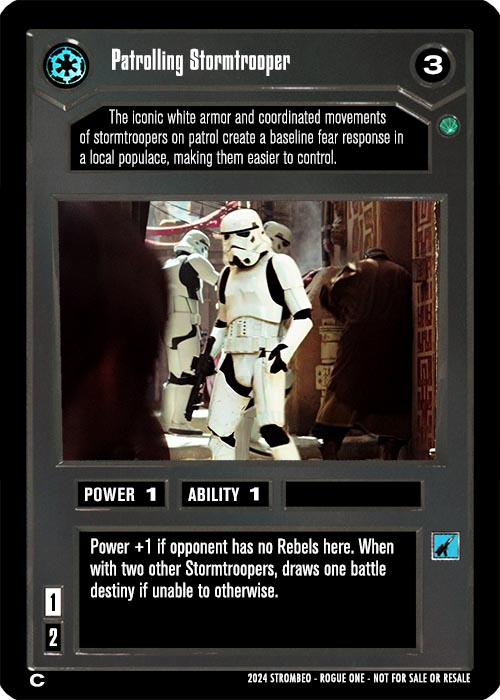 Patrolling Stormtrooper
3
The iconic white armor and coordinated movements
of stormtroopers on patrol create a baseline fear response in
a local populace, making them easier to control.
POWER 1
ABILITY 1
Power +1 if opponent has no Rebels here. When
with two other Stormtroopers, draws one battle
destiny if unable to otherwise.
1
2
C
2024 STROMBEO - ROGUE ONE - NOT FOR SALE OR RESALE